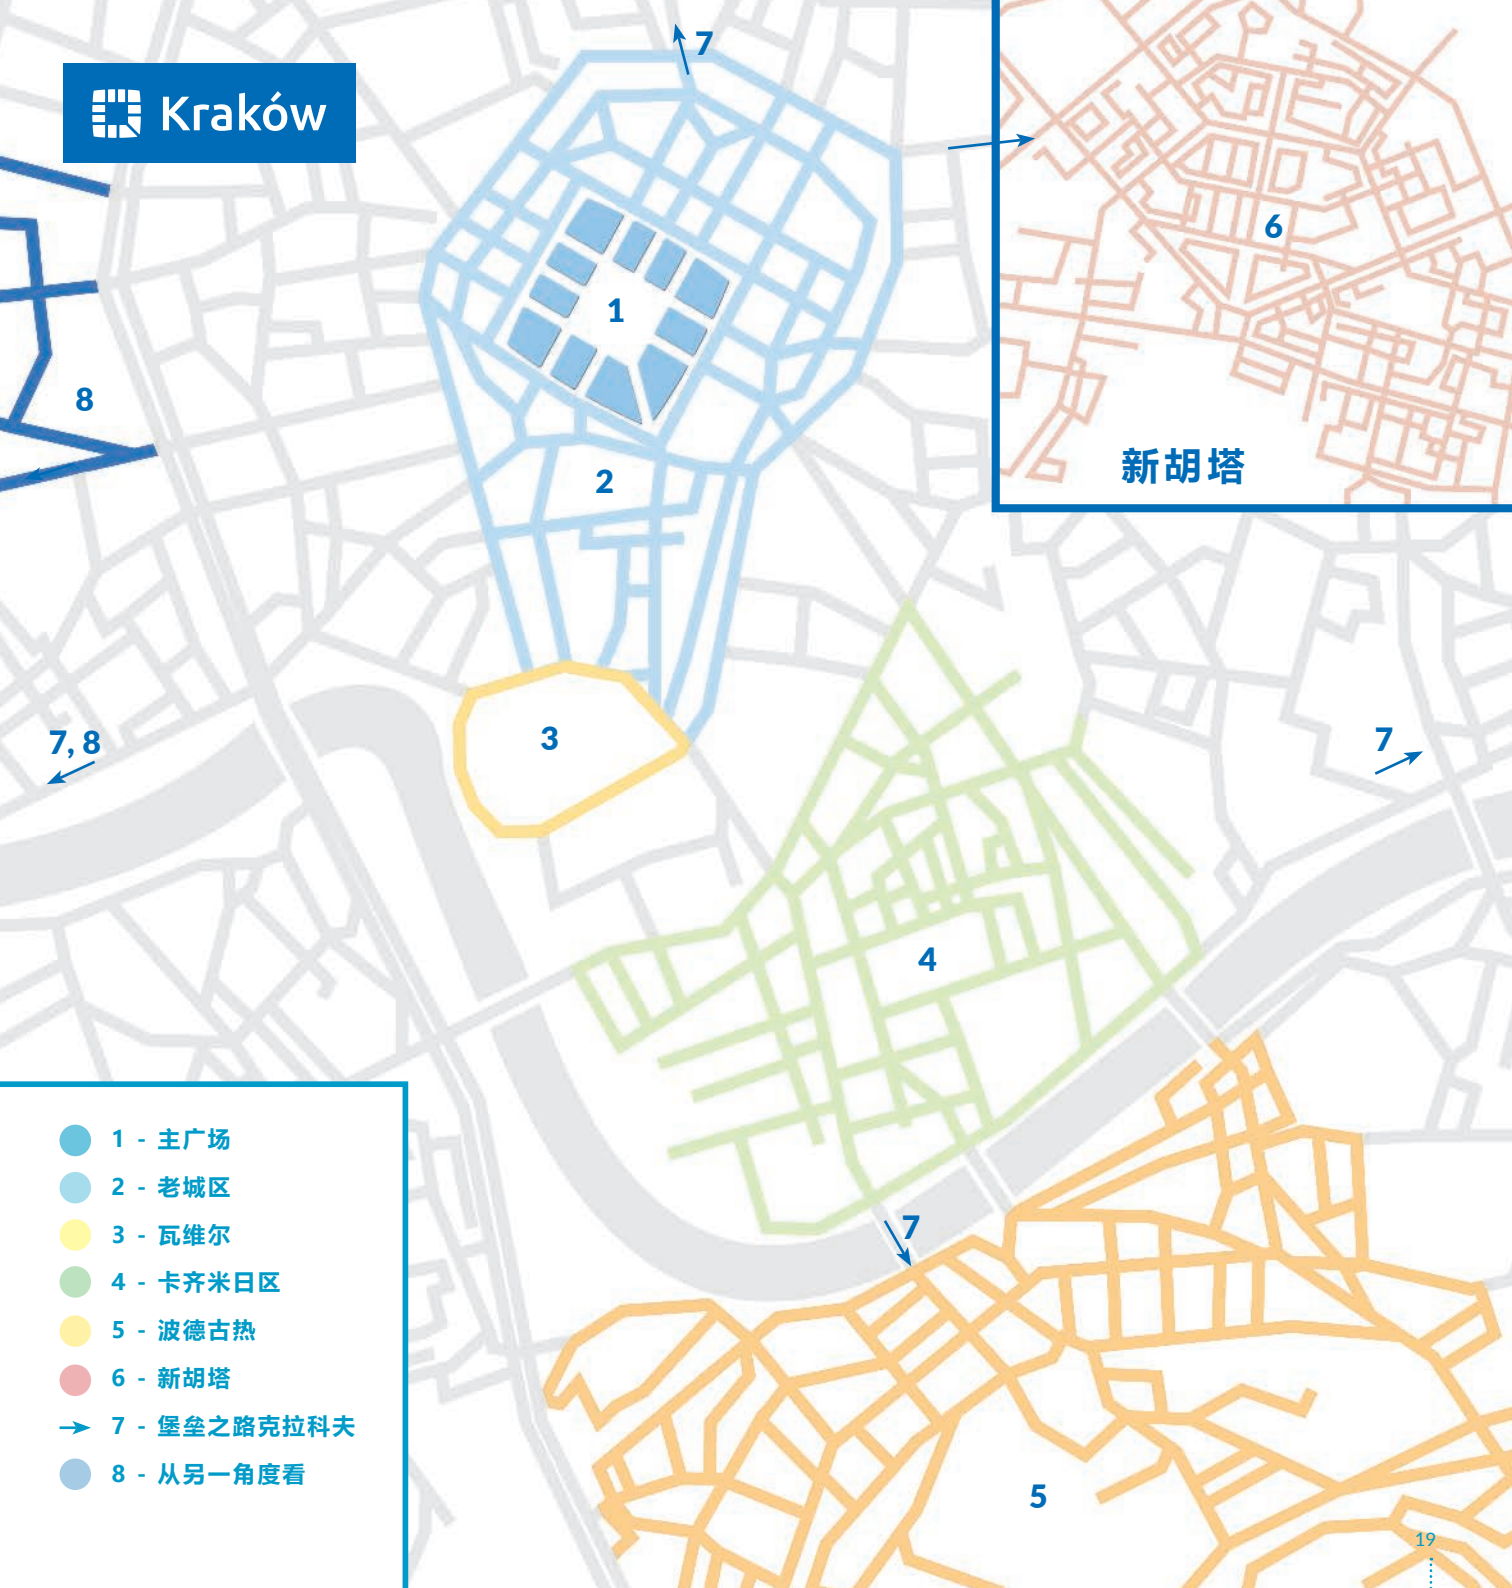 7
Kraków
6
1
8
2
新胡塔
3
7, 8
7
4
1 - 主广场
2 - 老城区
3 - 瓦维尔
4 - 卡齐米日区
5 - 波德古热
6 - 新胡塔
7 - 堡垒之路克拉科夫
8 - 从另一角度看
7
5
19